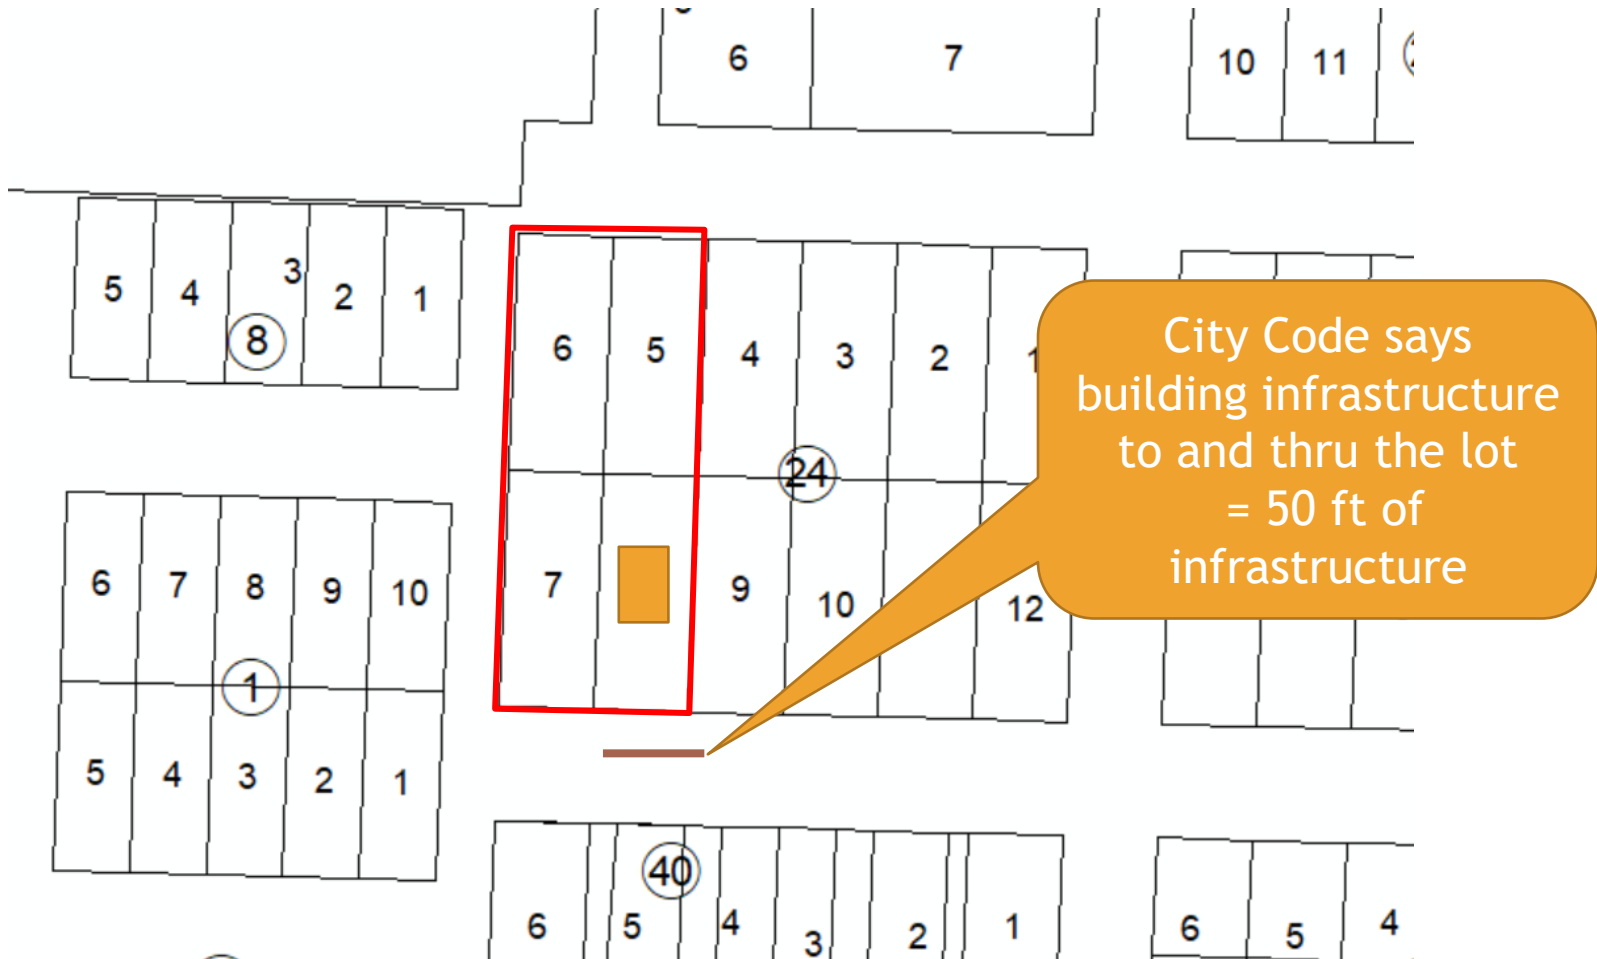 6 7 10 11
5 4 3 2 1
8
6 5 4 3 2 1
24
City Code says
building infrastructure
to and thru the lot
= 50 ft of
infrastructure
6 7 8 9 10
7 9 10 12
1
5 4 3 2 1
40
6 5 4 3 2 1
6 5 4